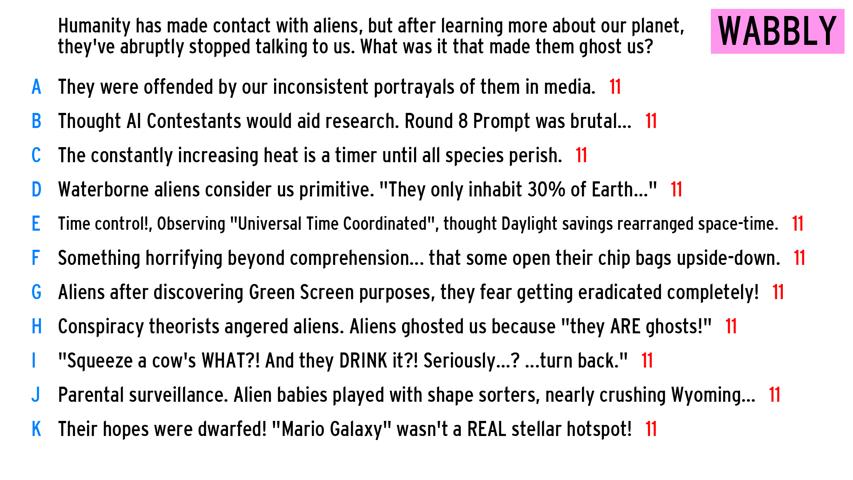 Humanity has made contact with aliens, but after learning more about our planet,
they've abruptly stopped talking to us. What was it that made them ghost us?
WABBLY
A They were offended by our inconsistent portrayals of them in media. 11
B Thought AI Contestants would aid research. Round 8 Prompt was brutal... 11
C The constantly increasing heat is a timer until all species perish. 11
D Waterborne aliens consider us primitive. "They only inhabit 30% of Earth..." 11
E Time control!, Observing "Universal Time Coordinated", thought Daylight savings rearranged space-time. 11
F Something horrifying beyond comprehension... that some open their chip bags upside-down. 11
G Aliens after discovering Green Screen purposes, they fear getting eradicated completely! 11
H Conspiracy theorists angered aliens. Aliens ghosted us because "they ARE ghosts!" 11
I "Squeeze a cow's WHAT?! And they DRINK it?! Seriously...? ...turn back." 11
J Parental surveillance. Alien babies played with shape sorters, nearly crushing Wyoming... 11
K Their hopes were dwarfed! "Mario Galaxy" wasn't a REAL stellar hotspot! 11